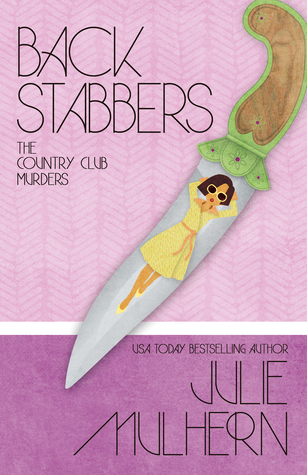 BACK
STABBERS
THE
COUNTRY CLUB
MURDERS
USA TODAY BESTSELLING AUTHOR
JULIE
MULHERN